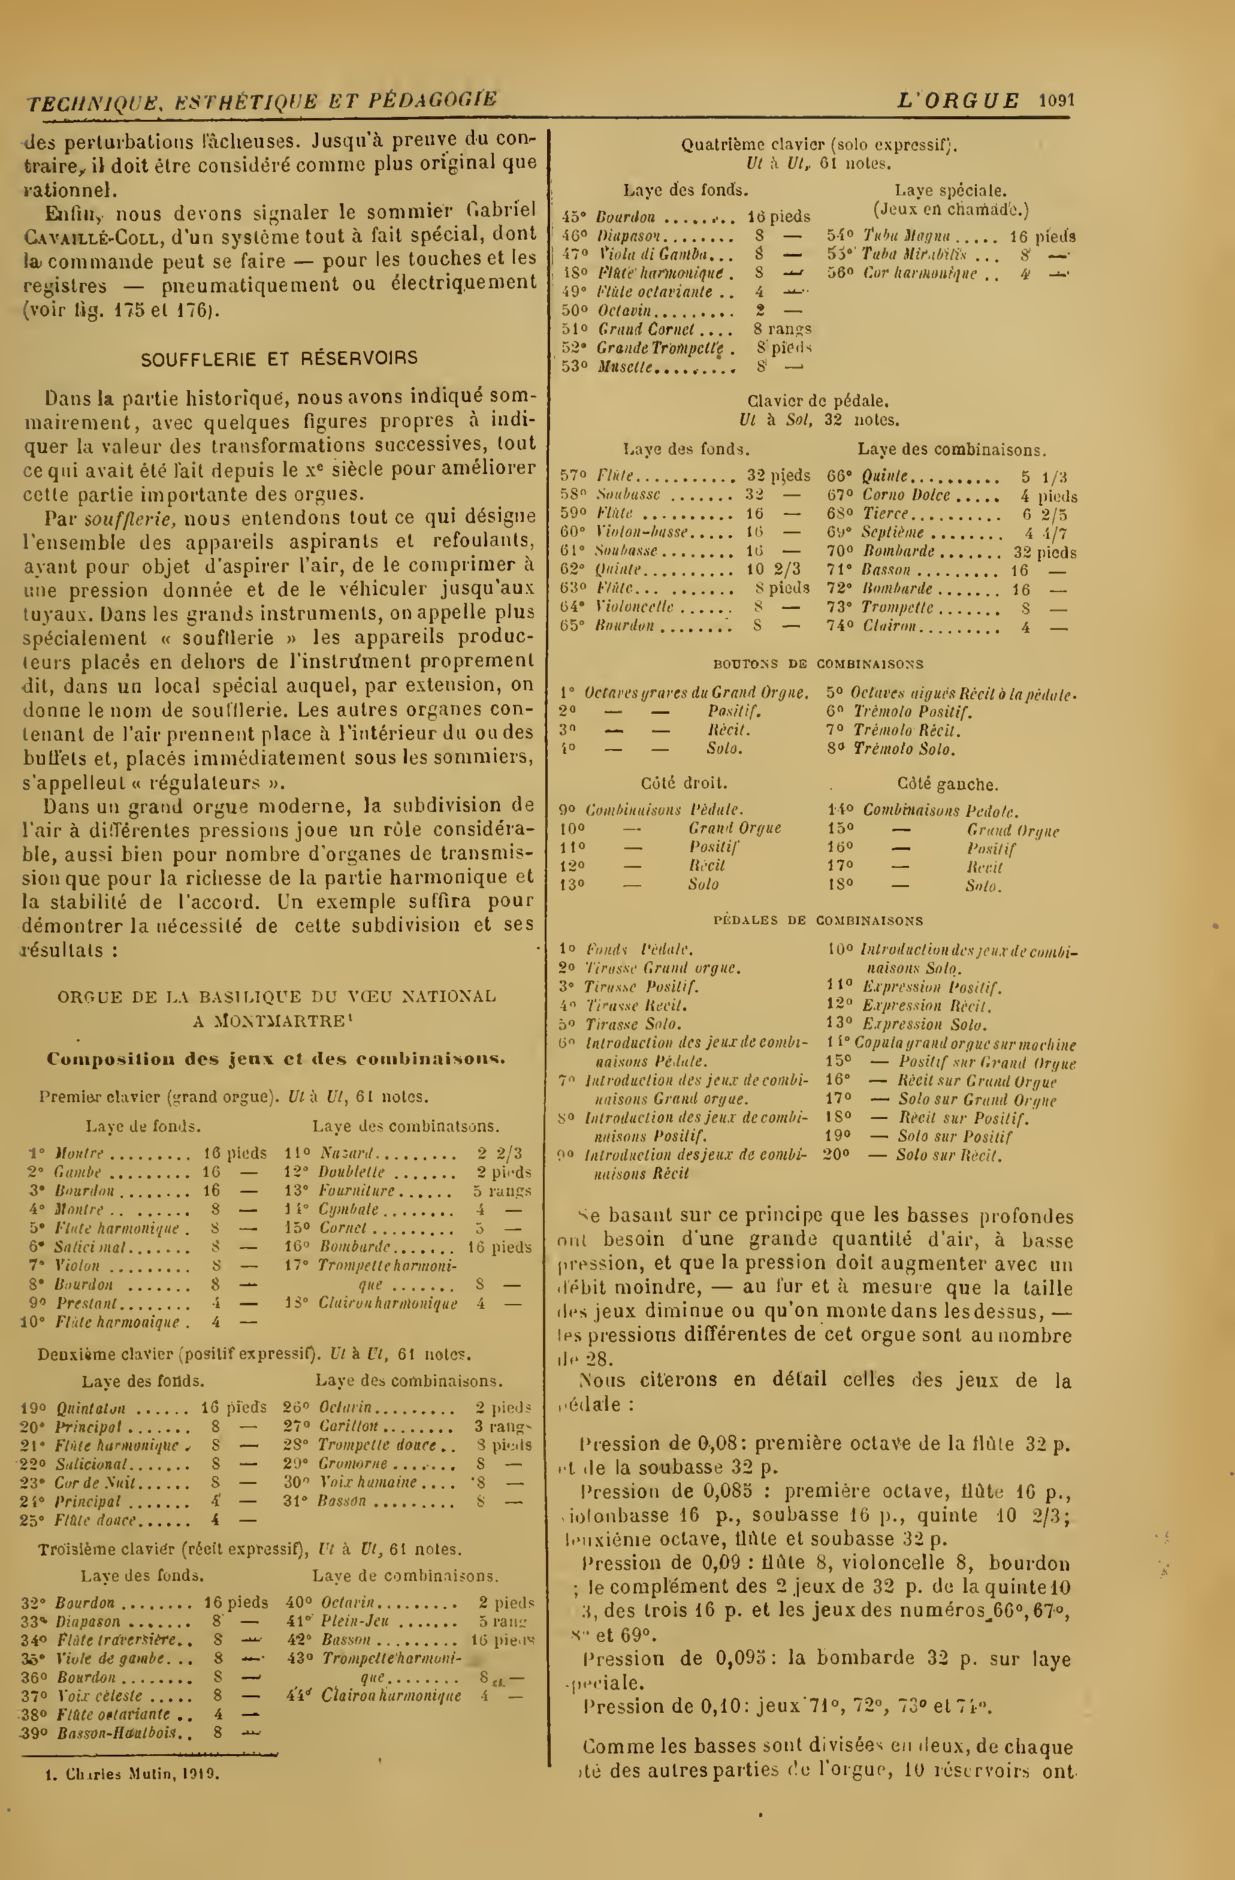 TECHNIQUE, ESTHÉTIQUE ET PÉDAGOGIE
L'ORGUE 1091
des perturbations fâcheuses. Jusqu'à preuve du con-
traire, il doit être considéré comme plus original que
rationnel.
Enfin, nous devons signaler le sommier Gabriel
CAVAILLÉ-COLL, d'un système tout à fait spécial, dont
la commande peut se faire — pour les touches et les
registres — pneumatiquement ou électriquement
(voir fig. 175 et 176).
SOUFFLERIE ET RÉSERVOIRS
Dans la partie historique, nous avons indiqué som-
mairement, avec quelques figures propres à indi-
quer la valeur des transformations successives, tout
ce qui avait été fait depuis le xe siècle pour améliorer
cette partie importante des orgues.
Par soufflerie, nous entendons tout ce qui désigne
l'ensemble des appareils aspirants et refoulants,
ayant pour objet d'aspirer l'air, de le comprimer à
une pression donnée et de le véhiculer jusqu'aux
tuyaux. Dans les grands instruments, on appelle plus
spécialement « soufflerie » les appareils produc-
teurs placés en dehors de l'instrument proprement
dit, dans un local spécial auquel, par extension, on
donne le nom de soufflerie. Les autres organes con-
tenant de l'air prennent place à l'intérieur du ou des
buffets et, placés immédiatement sous les sommiers,
s'appellent « régulateurs ».
Dans un grand orgue moderne, la subdivision de
l'air à différentes pressions joue un rôle considéra-
ble, aussi bien pour nombre d'organes de transmis-
sion que pour la richesse de la partie harmonique et
la stabilité de l'accord. Un exemple suffira pour
démontrer la nécessité de cette subdivision et ses
résultats :
ORGUE DE LA BASILIQUE DU VŒU NATIONAL
A MONTMARTRE¹
Composition des jeux et des combinaisons.
Premier clavier (grand orgue). Ut à Ut, 61 notes.
Laye de fonds.
1° Montre ......... 16 pieds
2° Gambe ......... 16 —
3° Bourdon ........ 16 —
4° Montre .. ...... 8 —
5° Flûte harmonique . 8 —
6° Salicional ....... 8 —
7° Violon ......... 8 —
8° Bourdon ........ 8 —
9° Prestant ........ 4 —
10° Flûte harmonique . 4 —
Laye des combinaisons.
11° Nazard ......... 2 2/3
12° Doublette ....... 2 pieds
13° Fourniture ...... 5 rangs
14° Cymbale ........ 4 —
15° Cornet ......... 5 —
16° Bombarde ....... 16 pieds
17° Trompette harmoni-
que ....... 8 —
18° Clairon harmonique 4 —
Deuxième clavier (positif expressif). Ut à Ut, 61 notes.
Laye des fonds.
19° Quintaton ...... 16 pieds
20° Principal ....... 8 —
21° Flûte harmonique . 8 —
22° Salicional ....... 8 —
23° Cor de Nuit ...... 8 —
24° Principal ....... 4 —
25° Flûte douce ...... 4 —
Laye des combinaisons.
26° Octavin ......... 2 pieds
27° Carillon ........ 3 rangs
28° Trompette douce .. 8 pieds
29° Cromorne ....... 8 —
30° Voix humaine .... 8 —
31° Basson ......... 8 —
Troisième clavier (récit expressif), Ut à Ut, 61 notes.
Laye des fonds.
32° Bourdon ........ 16 pieds
33° Diapason ....... 8 —
34° Flûte traversière .. 8 —
35° Viole de gambe ... 8 —
36° Bourdon ........ 8 —
37° Voix céleste ..... 8 —
38° Flûte octaviante .. 4 —
39° Basson-Hautbois .. 8 —
Laye de combinaisons.
40° Octavin ......... 2 pieds
41° Plein-Jeu ....... 5 rang
42° Basson ......... 16 pieds
43° Trompette harmoni-
que ........ 8 —
44° Clairon harmonique 4 —
1. Charles Mutin, 1919.
Quatrième clavier (solo expressif).
Ut à Ut, 61 notes.
Laye des fonds.
45° Bourdon ........ 16 pieds
46° Diapason ........ 8 —
47° Viola di Gamba ... 8 —
48° Flûte harmonique . 8 —
49° Flûte octaviante .. 4 —
50° Octavin ......... 2 —
51° Grand Cornet .... 8 rangs
52° Grande Trompette . 8 pieds
53° Musette ......... 8 —
Laye spéciale.
(Jeux en chamade.)
54° Tuba Magna ..... 16 pieds
55° Tuba Mirabilis ... 8 —
56° Cor harmonique .. 4 —
Clavier de pédale.
Ut à Sol, 32 notes.
Laye des fonds.
57° Flûte ........... 32 pieds
58° Soubasse ....... 32 —
59° Flûte .......... 16 —
60° Violon-basse ..... 16 —
61° Soubasse ........ 16 —
62° Quinte .......... 10 2/3
63° Flûte ... ....... 8 pieds
64° Violoncelle ...... 8 —
65° Bourdon ........ 8 —
Laye des combinaisons.
66° Quinte .......... 5 1/3
67° Corno Dolce ..... 4 pieds
68° Tierce .......... 6 2/5
69° Septième ........ 4 4/7
70° Bombarde ....... 32 pieds
71° Basson ......... 16 —
72° Bombarde ....... 16 —
73° Trompette ....... 8 —
74° Clairon ......... 4 —
BOUTONS DE COMBINAISONS
1° Octaves graves du Grand Orgue.
2° — — Positif.
3° — — Récit.
4° — — Solo.
5° Octaves aiguës Récit à la pédale.
6° Trémolo Positif.
7° Trémolo Récit.
8° Trémolo Solo.
Côté droit.
9° Combinaisons Pédale.
10° — Grand Orgue
11° — Positif
12° — Récit
13° — Solo
Côté gauche.
14° Combinaisons Pédale.
15° — Grand Orgue
16° — Positif
17° — Récit
18° — Solo.
PÉDALES DE COMBINAISONS
1° Fonds Pédale.
2° Tirasse Grand orgue.
3° Tirasse Positif.
4° Tirasse Récit.
5° Tirasse Solo.
6° Introduction des jeux de combi-
naisons Pédale.
7° Introduction des jeux de combi-
naisons Grand orgue.
8° Introduction des jeux de combi-
naisons Positif.
9° Introduction des jeux de combi-
naisons Récit
10° Introduction des jeux de combi-
naisons Solo.
11° Expression Positif.
12° Expression Récit.
13° Expression Solo.
14° Copula grand orgue sur machine
15° — Positif sur Grand Orgue
16° — Récit sur Grand Orgue
17° — Solo sur Grand Orgue
18° — Récit sur Positif.
19° — Solo sur Positif
20° — Solo sur Récit.
Se basant sur ce principe que les basses profondes
ont besoin d'une grande quantité d'air, à basse
pression, et que la pression doit augmenter avec un
débit moindre, — au fur et à mesure que la taille
des jeux diminue ou qu'on monte dans les dessus, —
les pressions différentes de cet orgue sont au nombre
de 28.
Nous citerons en détail celles des jeux de la
pédale :
Pression de 0,08 : première octave de la flûte 32 p.
et de la soubasse 32 p.
Pression de 0,085 : première octave, flûte 16 p.,
violonbasse 16 p., soubasse 16 p., quinte 10 2/3;
deuxième octave, flûte et soubasse 32 p.
Pression de 0,09 : flûte 8, violoncelle 8, bourdon
; le complément des 2 jeux de 32 p. de la quinte 10
3, des trois 16 p. et les jeux des numéros 66°, 67°,
8° et 69°.
Pression de 0,095 : la bombarde 32 p. sur laye
spéciale.
Pression de 0,10 : jeux 71°, 72°, 73° et 74°.
Comme les basses sont divisées en deux, de chaque
côté des autres parties de l'orgue, 10 réservoirs ont